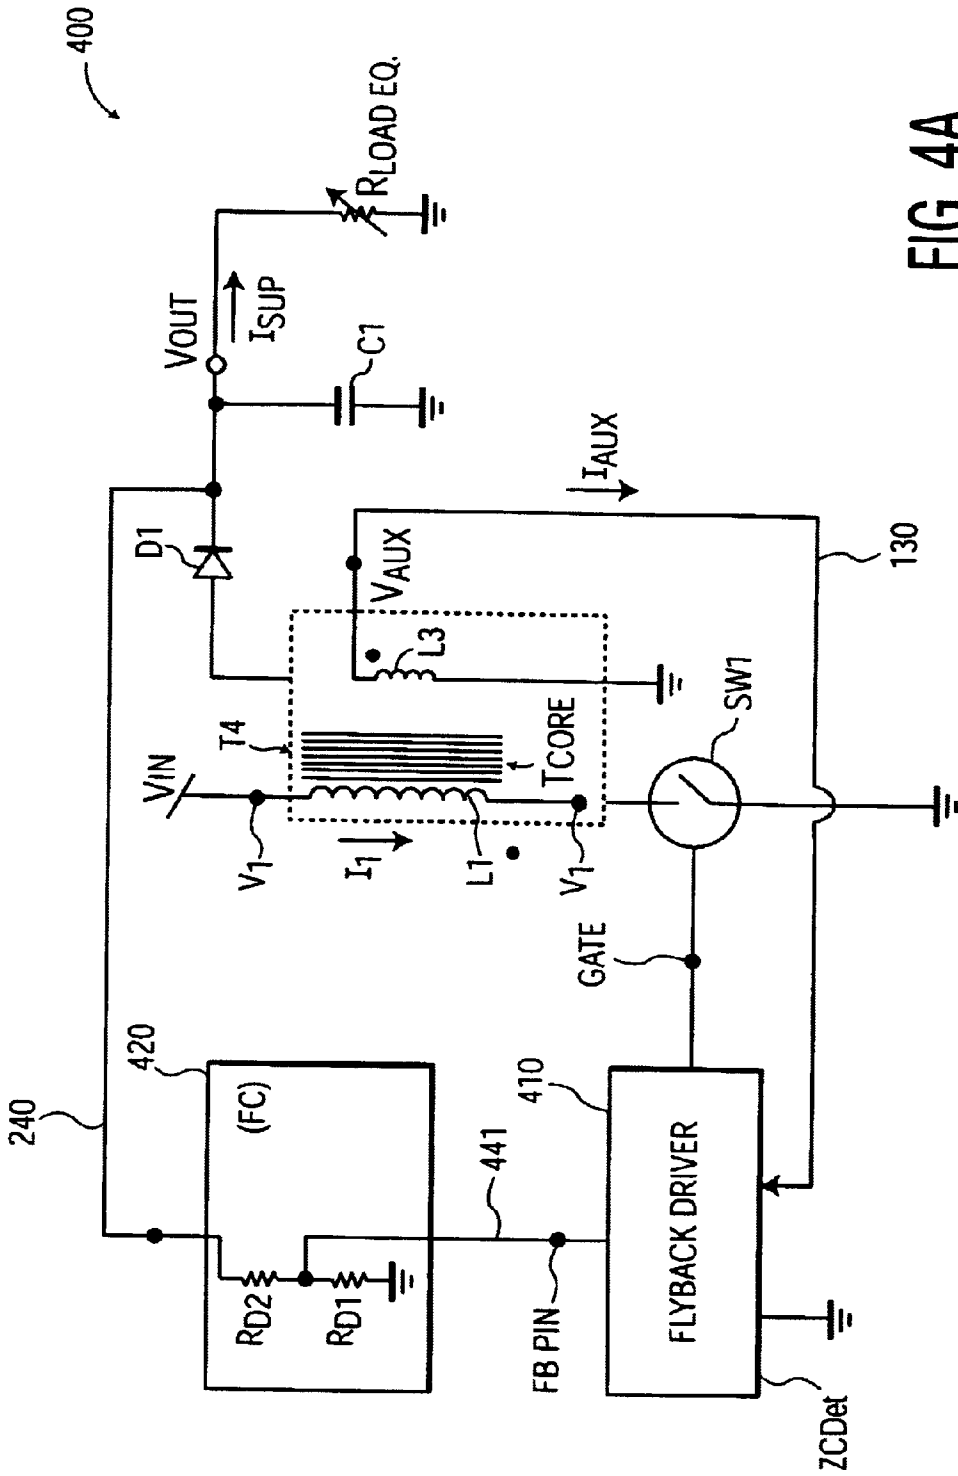 400
240
420
(FC)
RD2
RD1
441
FB PIN
410
FLYBACK DRIVER
ZCDet
GATE
VIN
V1
I1
L1
V1
T4
TCORE
L3
SW1
D1
VAUX
IAUX
130
VOUT
ISUP
C1
RLOAD EQ.
FIG 4A